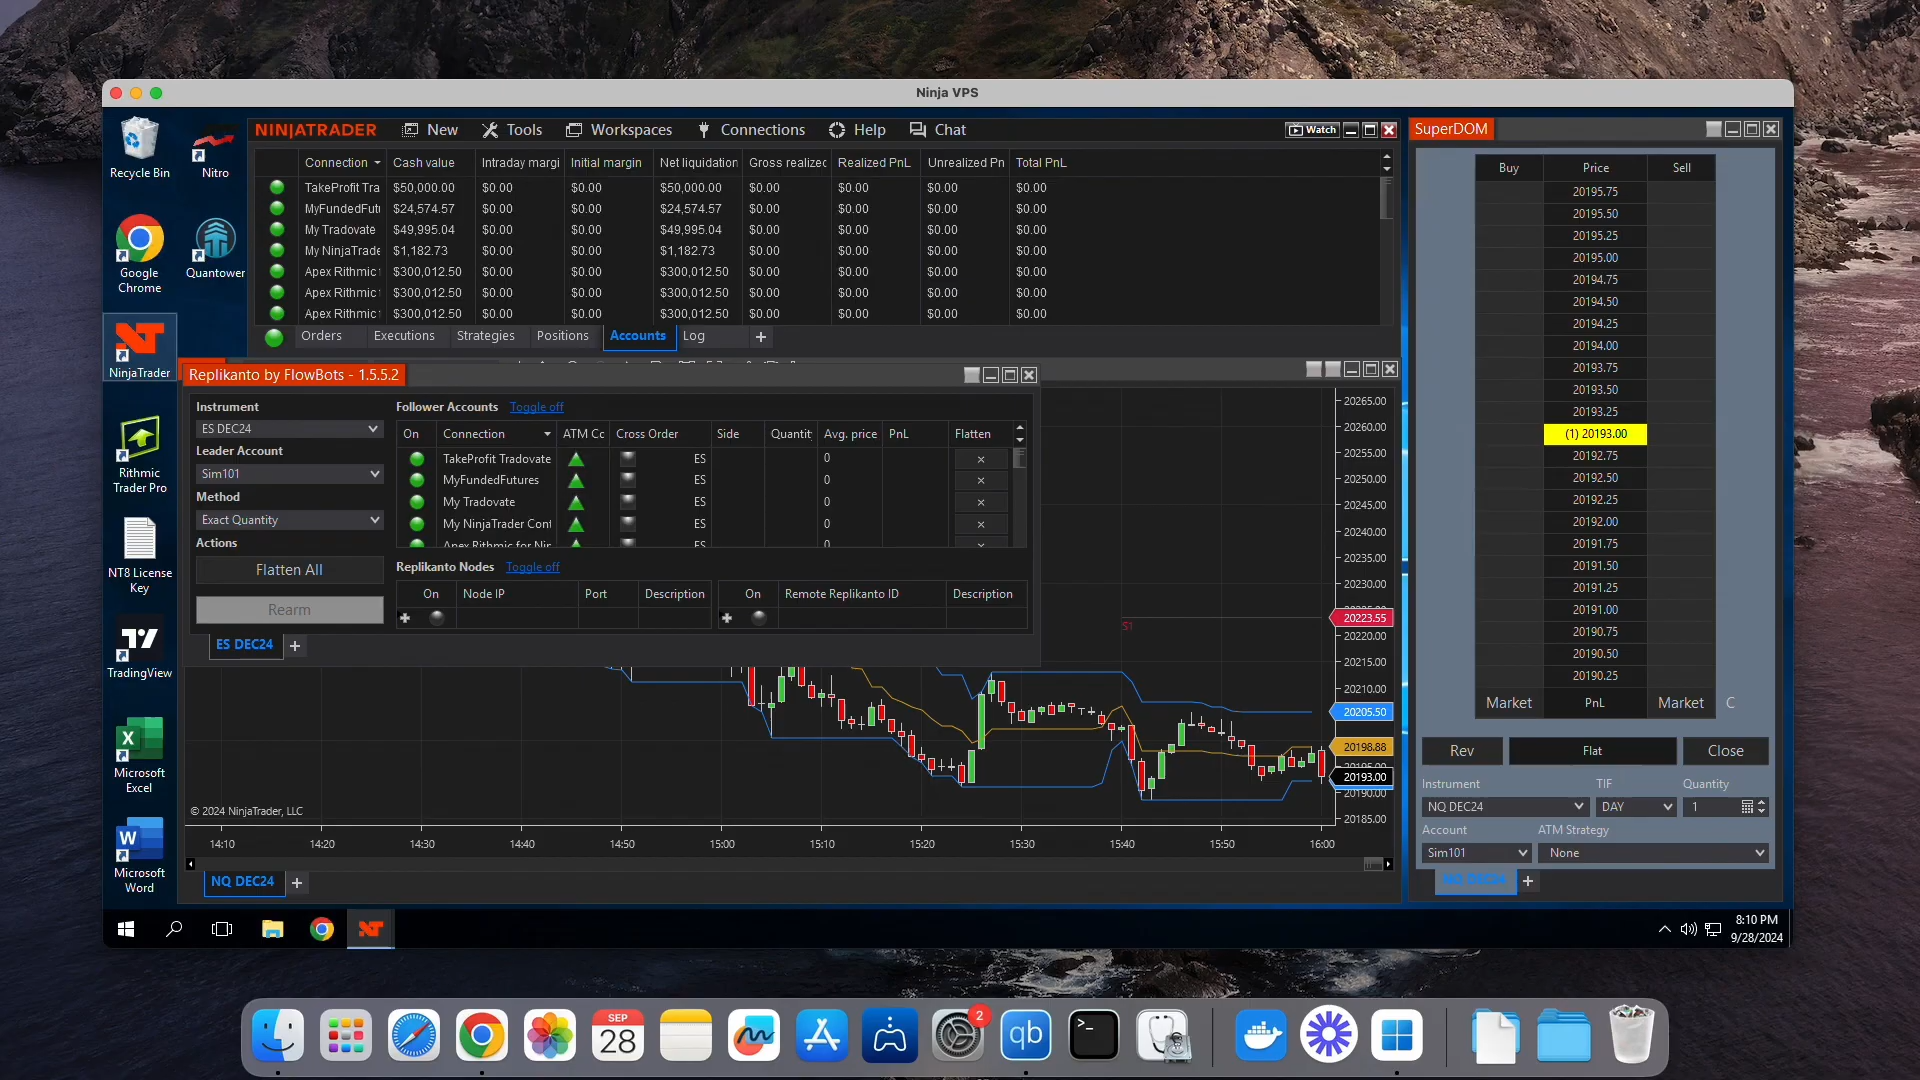 Ninja VPS
Recycle Bin
Nitro
Google Chrome
Quantower
NinjaTrader
Rithmic Trader Pro
NT8 License Key
TradingView
Microsoft Excel
Microsoft Word
NINJATRADER New Tools Workspaces Connections Help Chat Watch
Connection Cash value Intraday margi Initial margin Net liquidation Gross realized Realized PnL Unrealized Pn Total PnL
TakeProfit Tra $50,000.00 $0.00 $0.00 $50,000.00 $0.00 $0.00 $0.00 $0.00
MyFundedFutu $24,574.57 $0.00 $0.00 $24,574.57 $0.00 $0.00 $0.00 $0.00
My Tradovate $49,995.04 $0.00 $0.00 $49,995.04 $0.00 $0.00 $0.00 $0.00
My NinjaTrade $1,182.73 $0.00 $0.00 $1,182.73 $0.00 $0.00 $0.00 $0.00
Apex Rithmic $300,012.50 $0.00 $0.00 $300,012.50 $0.00 $0.00 $0.00 $0.00
Apex Rithmic $300,012.50 $0.00 $0.00 $300,012.50 $0.00 $0.00 $0.00 $0.00
Apex Rithmic $300,012.50 $0.00 $0.00 $300,012.50 $0.00 $0.00 $0.00 $0.00
Orders Executions Strategies Positions Accounts Log +
Replikanto by FlowBots - 1.5.5.2
Instrument
ES DEC24
Leader Account
Sim101
Method
Exact Quantity
Actions
Flatten All
Rearm
Follower Accounts Toggle off
On Connection ATM Cc Cross Order Side Quantit Avg. price PnL Flatten
TakeProfit Tradovate ES 0 ×
MyFundedFutures ES 0 ×
My Tradovate ES 0 ×
My NinjaTrader Cont ES 0 ×
Apex Rithmic for Nin ES 0
Replikanto Nodes Toggle off
On Node IP Port Description
On Remote Replikanto ID Description
ES DEC24 +
20265.00
20260.00
20255.00
20250.00
20245.00
20240.00
20235.00
20230.00
20223.55
S1
20220.00
20215.00
20210.00
20205.50
20198.88
20193.00
20190.00
20185.00
© 2024 NinjaTrader, LLC
14:10 14:20 14:30 14:40 14:50 15:00 15:10 15:20 15:30 15:40 15:50 16:00
NQ DEC24 +
SuperDOM
Buy Price Sell
20195.75
20195.50
20195.25
20195.00
20194.75
20194.50
20194.25
20194.00
20193.75
20193.50
20193.25
(1) 20193.00
20192.75
20192.50
20192.25
20192.00
20191.75
20191.50
20191.25
20191.00
20190.75
20190.50
20190.25
Market PnL Market C
Rev Flat Close
Instrument TIF Quantity
NQ DEC24 DAY 1
Account ATM Strategy
Sim101 None
+
8:10 PM
9/28/2024
SEP
28
2
qb